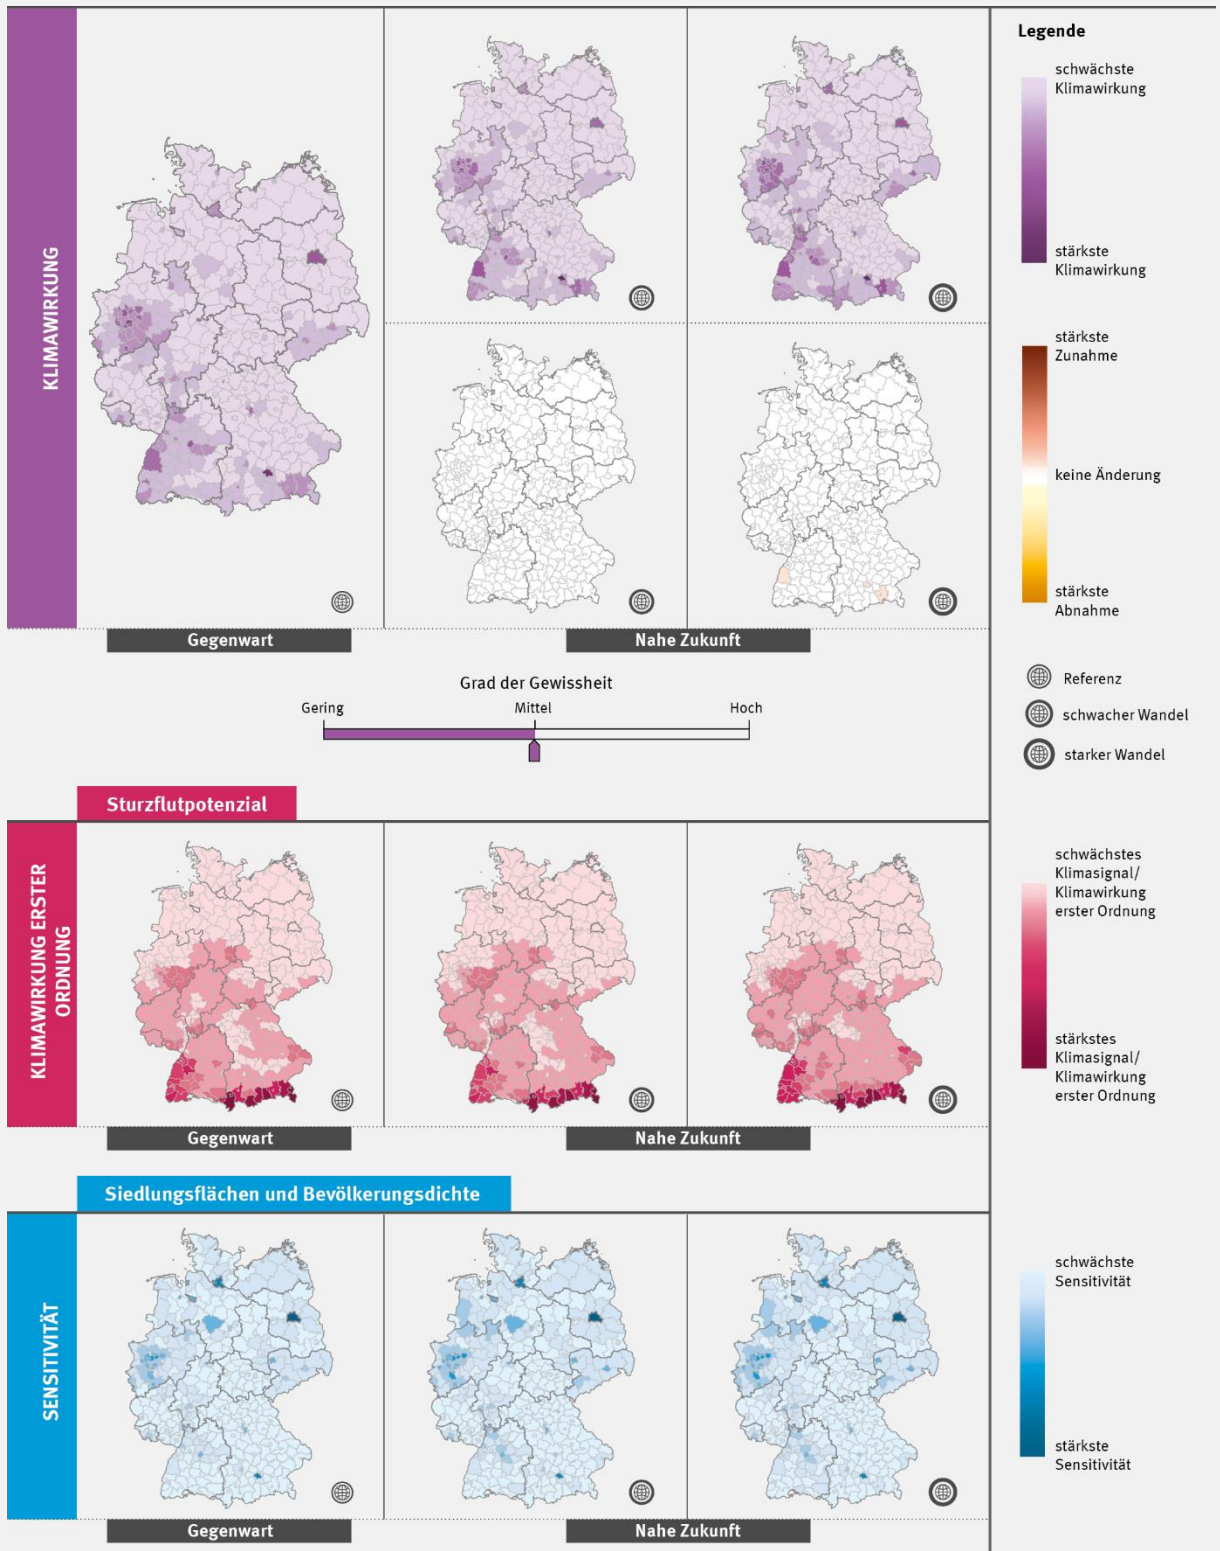 KLIMAWIRKUNG
Gegenwart
Nahe Zukunft
Grad der Gewissheit
Gering
Mittel
Hoch
Sturzflutpotenzial
KLIMAWIRKUNG ERSTER
ORDNUNG
Gegenwart
Nahe Zukunft
Siedlungsflächen und Bevölkerungsdichte
SENSITIVITÄT
Gegenwart
Nahe Zukunft
Legende
schwächste
Klimawirkung
stärkste
Klimawirkung
stärkste
Zunahme
keine Änderung
stärkste
Abnahme
Referenz
schwacher Wandel
starker Wandel
schwächstes
Klimasignal/
Klimawirkung
erster Ordnung
stärkstes
Klimasignal/
Klimawirkung
erster Ordnung
schwächste
Sensitivität
stärkste
Sensitivität